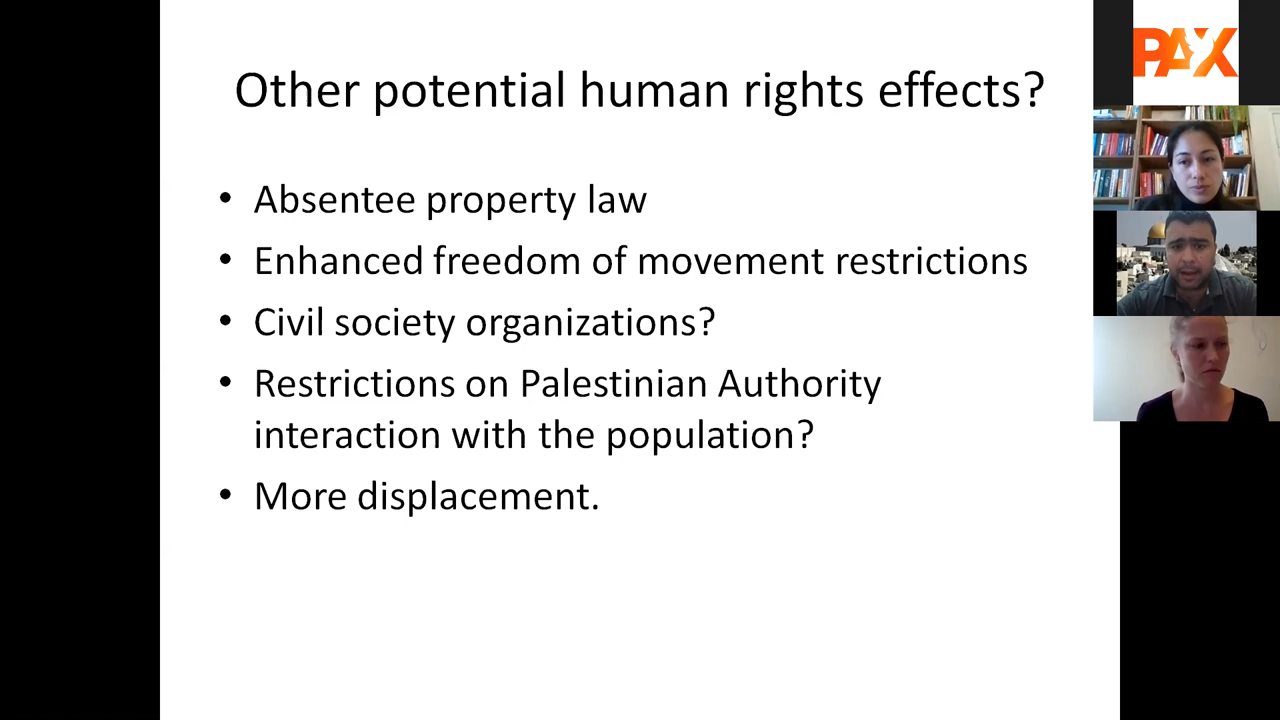 Other potential human rights effects?
• Absentee property law
• Enhanced freedom of movement restrictions
• Civil society organizations?
• Restrictions on Palestinian Authority
interaction with the population?
• More displacement.
PAX